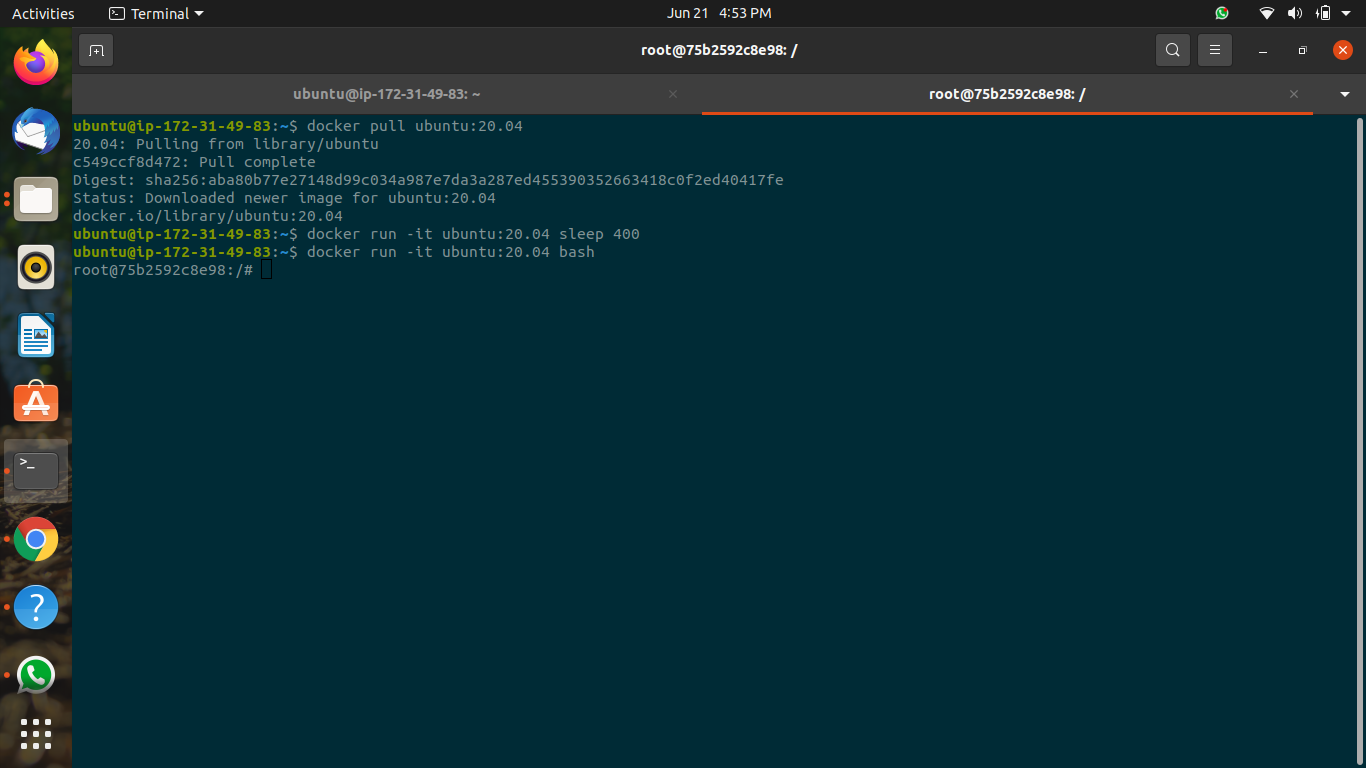 Activities
Terminal
Jun 21 4:53 PM
root@75b2592c8e98: /
ubuntu@ip-172-31-49-83: ~
root@75b2592c8e98: /
ubuntu@ip-172-31-49-83:~$ docker pull ubuntu:20.04
20.04: Pulling from library/ubuntu
c549ccf8d472: Pull complete
Digest: sha256:aba80b77e27148d99c034a987e7da3a287ed455390352663418c0f2ed40417fe
Status: Downloaded newer image for ubuntu:20.04
docker.io/library/ubuntu:20.04
ubuntu@ip-172-31-49-83:~$ docker run -it ubuntu:20.04 sleep 400
ubuntu@ip-172-31-49-83:~$ docker run -it ubuntu:20.04 bash
root@75b2592c8e98:/#